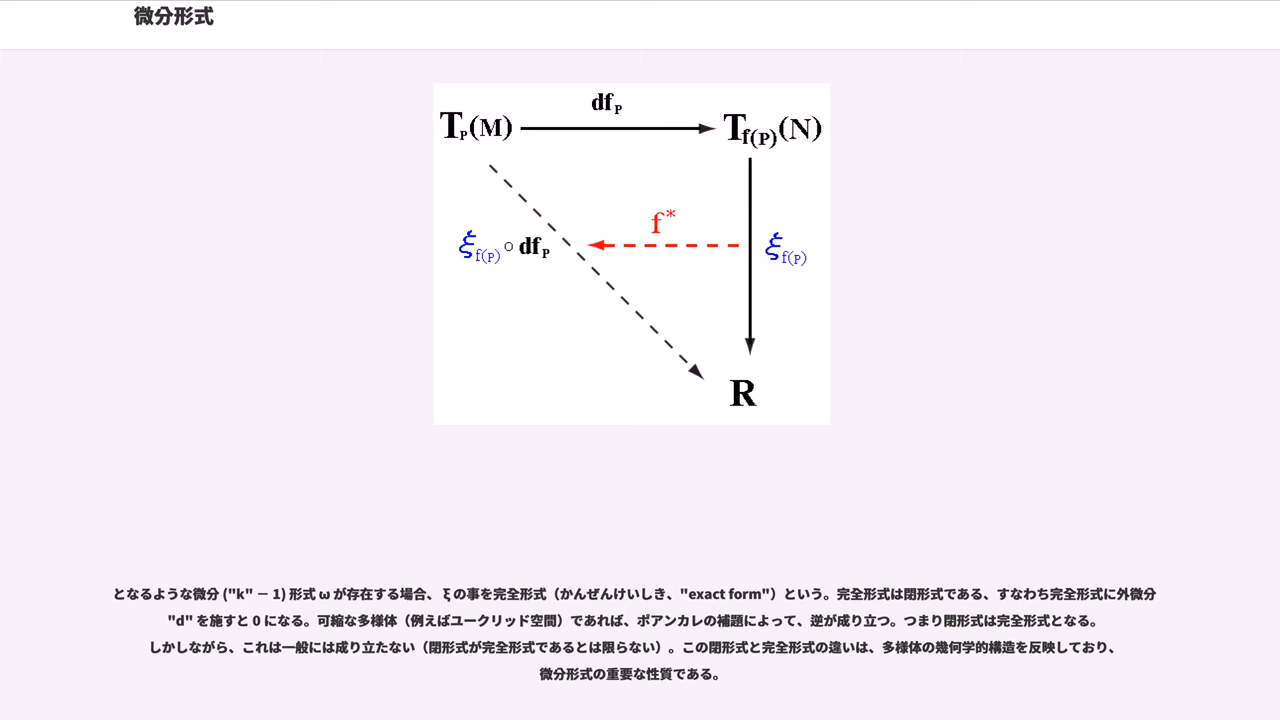 微分形式
dfP
TP(M)
Tf(P)(N)
f*
ξf(P)○dfP
ξf(P)
R
となるような微分 ("k" − 1) 形式 ω が存在する場合、ξ の事を完全形式（かんぜんけいしき、"exact form"）という。完全形式は閉形式である、すなわち完全形式に外微分
"d" を施すと 0 になる。可縮な多様体（例えばユークリッド空間）であれば、ポアンカレの補題によって、逆が成り立つ。つまり閉形式は完全形式となる。
しかしながら、これは一般には成り立たない（閉形式が完全形式であるとは限らない）。この閉形式と完全形式の違いは、多様体の幾何学的構造を反映しており、
微分形式の重要な性質である。